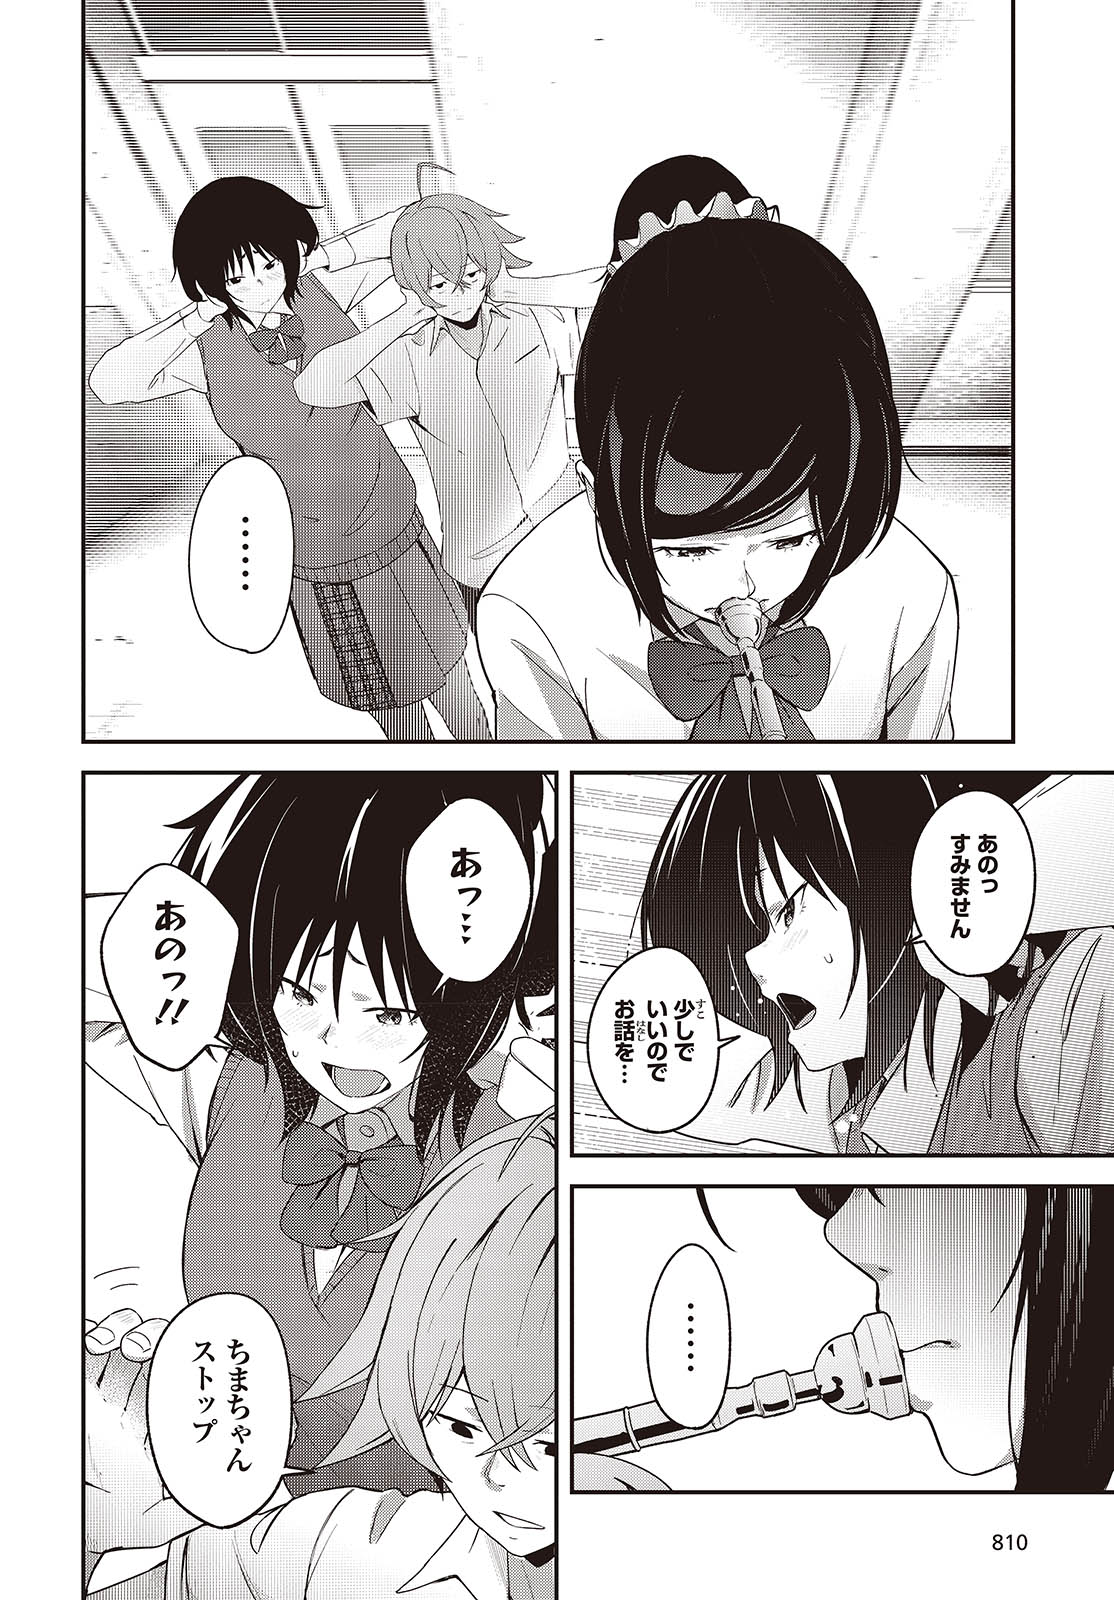 ・・・・・・
あのっ
すみません
少しで
いいので
お話を…
・・・・・・
あっ…
あのっ!!
ちまちゃん
ストップ
810